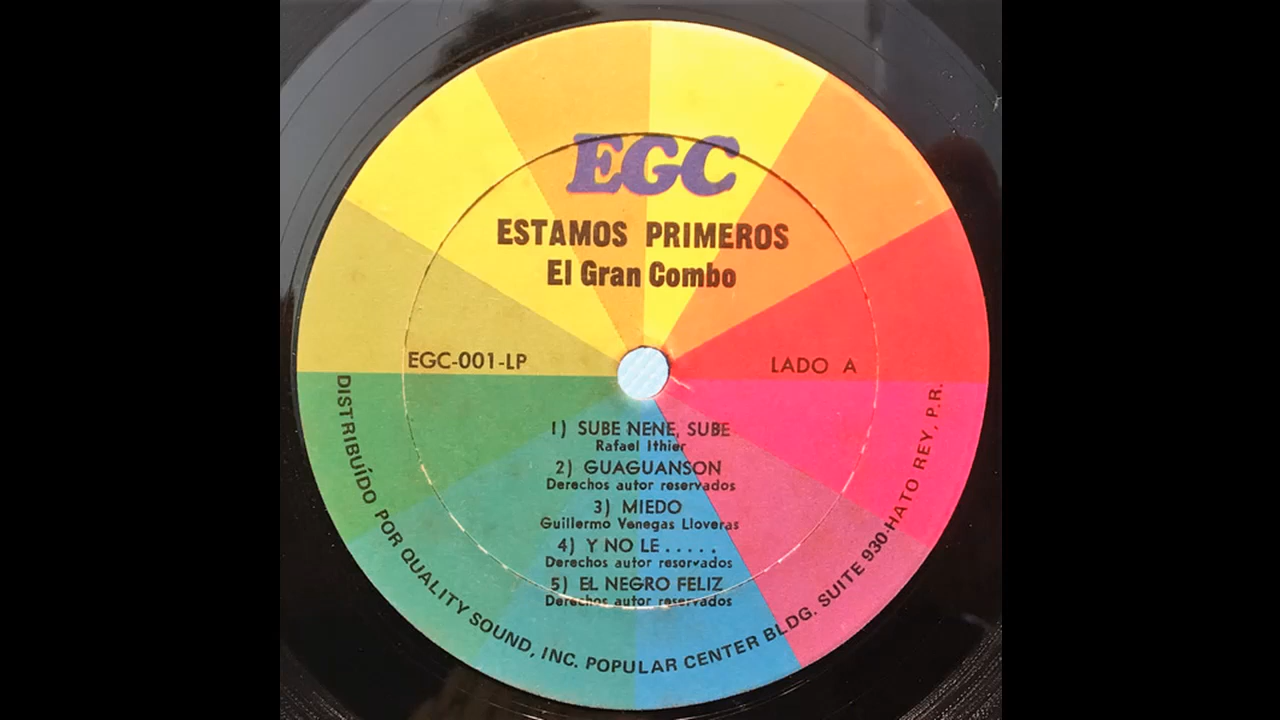 EGC
ESTAMOS PRIMEROS
El Gran Combo
EGC-001-LP
LADO A
1) SUBE NENE, SUBE
Rafael Ithier
2) GUAGUANSON
Derechos autor reservados
3) MIEDO
Guillermo Venegas Lloveras
4) Y NO LE . . . . .
Derechos autor reservados
5) EL NEGRO FELIZ
Derechos autor reservados
DISTRIBUÍDO POR QUALITY SOUND, INC. POPULAR CENTER BLDG. SUITE 930-HATO REY, P.R.